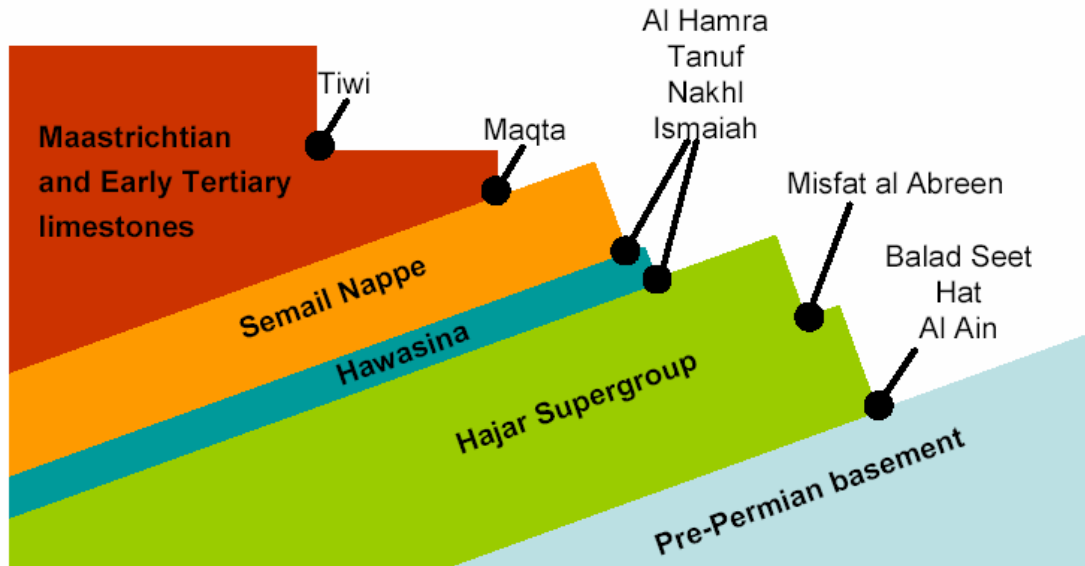 Al Hamra
Tanuf
Nakhl
Ismaiah
Tiwi
Maqta
Maastrichtian
and Early Tertiary
limestones
Misfat al Abreen
Balad Seet
Hat
Al Ain
Semail Nappe
Hawasina
Hajar Supergroup
Pre-Permian basement